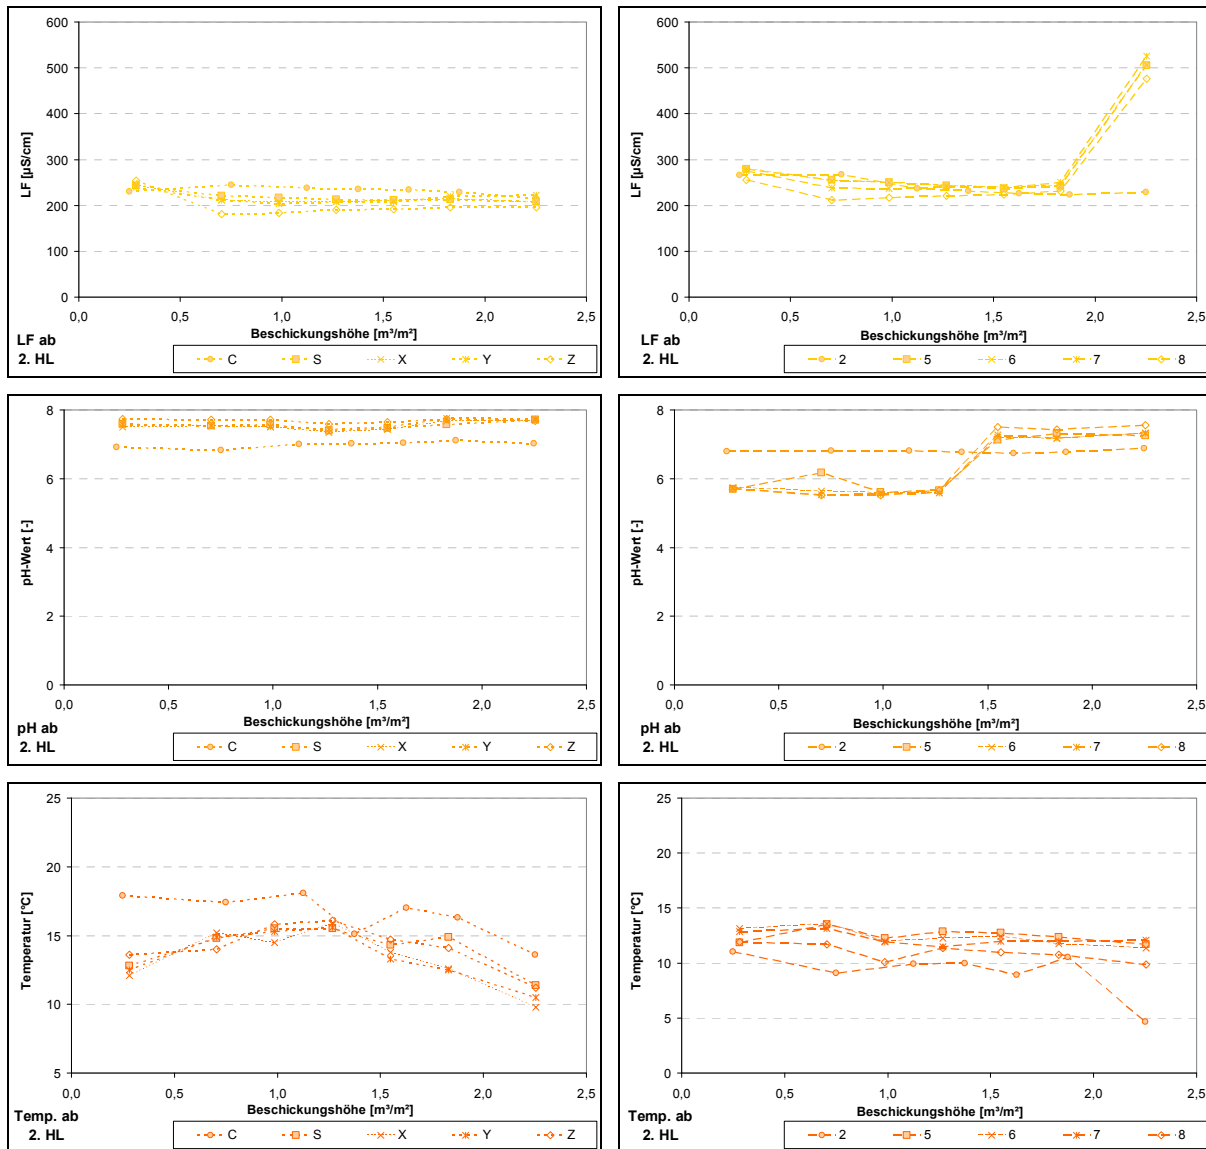 600
500
400
300
200
100
0
LF [µS/cm]
0,0 0,5 1,0 1,5 2,0 2,5
Beschickungshöhe [m³/m²]
LF ab
2. HL
C S X Y Z
600
500
400
300
200
100
0
LF [µS/cm]
0,0 0,5 1,0 1,5 2,0 2,5
Beschickungshöhe [m³/m²]
LF ab
2. HL
2 5 6 7 8
8
6
4
2
0
pH-Wert [-]
0,0 0,5 1,0 1,5 2,0 2,5
Beschickungshöhe [m³/m²]
pH ab
2. HL
C S X Y Z
8
6
4
2
0
pH-Wert [-]
0,0 0,5 1,0 1,5 2,0 2,5
Beschickungshöhe [m³/m²]
pH ab
2. HL
2 5 6 7 8
25
20
15
10
5
Temperatur [°C]
0,0 0,5 1,0 1,5 2,0 2,5
Beschickungshöhe [m³/m²]
Temp. ab
2. HL
C S X Y Z
25
20
15
10
5
0
Temperatur [°C]
0,0 0,5 1,0 1,5 2,0 2,5
Beschickungshöhe [m³/m²]
Temp. ab
2. HL
2 5 6 7 8